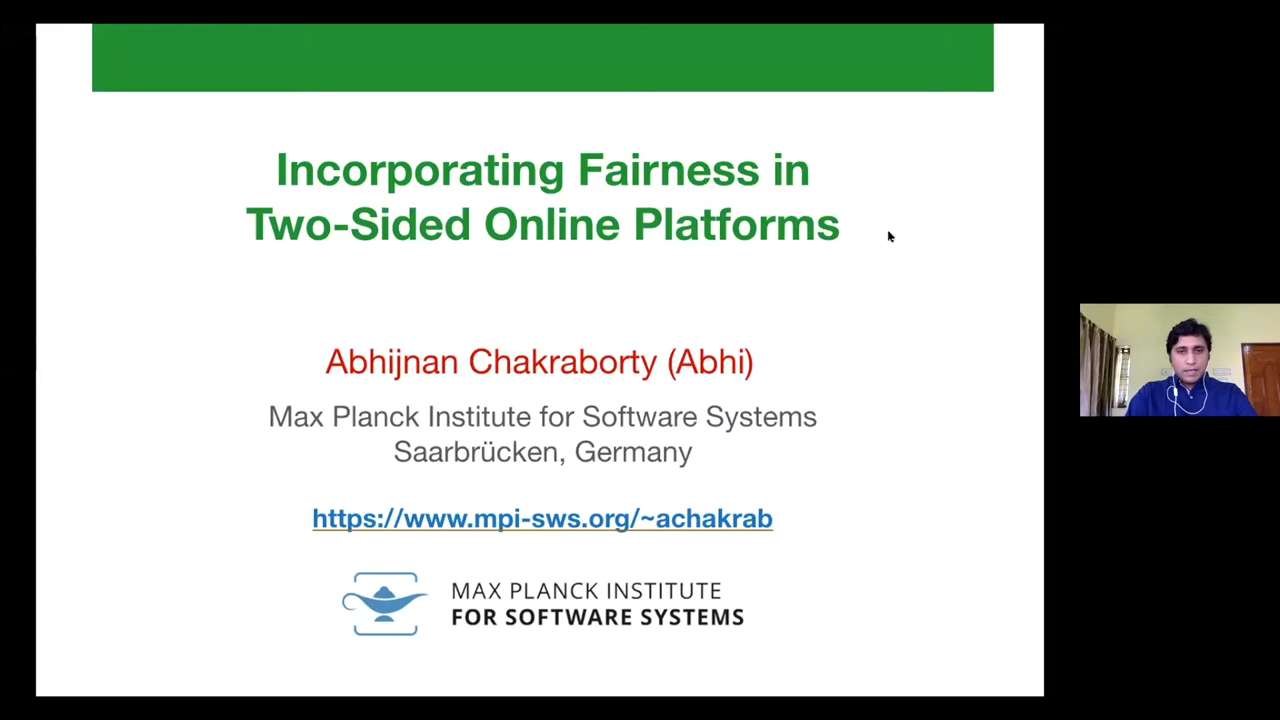 Incorporating Fairness in
Two-Sided Online Platforms
Abhijnan Chakraborty (Abhi)
Max Planck Institute for Software Systems
Saarbrücken, Germany
https://www.mpi-sws.org/~achakrab
MAX PLANCK INSTITUTE
FOR SOFTWARE SYSTEMS